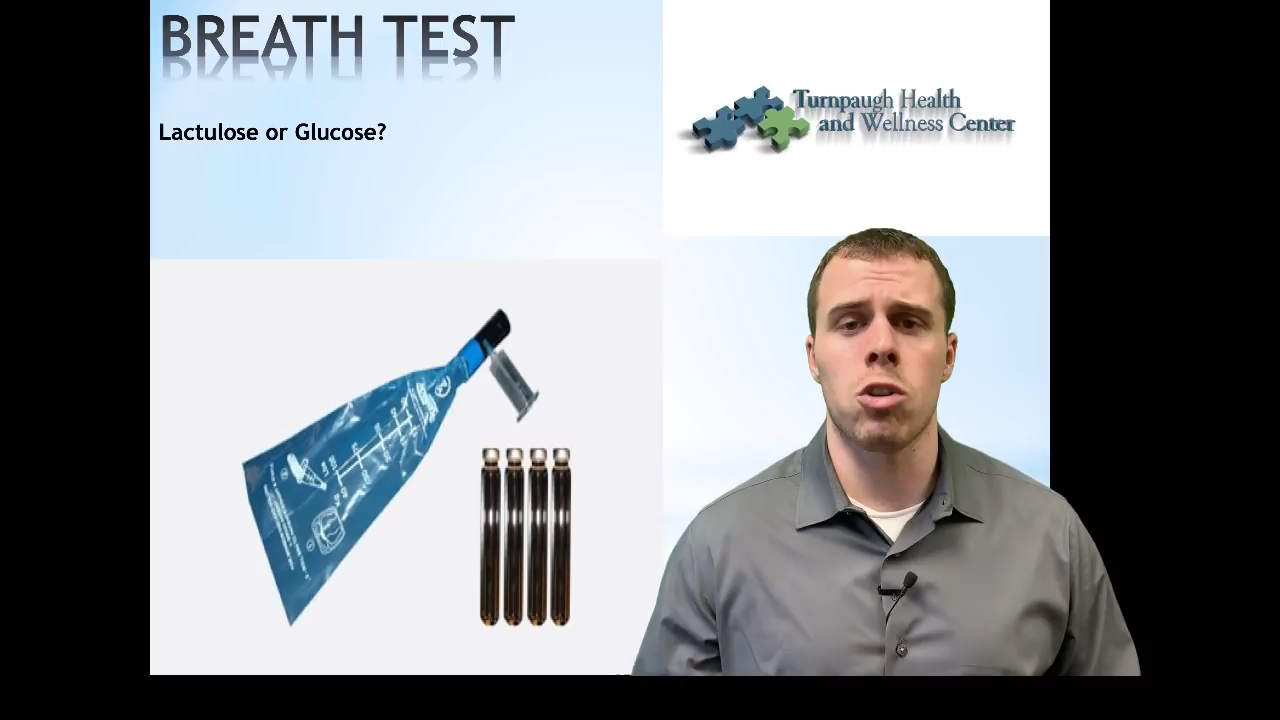 BREATH TEST
Lactulose or Glucose?
Turnpaugh Health
and Wellness Center